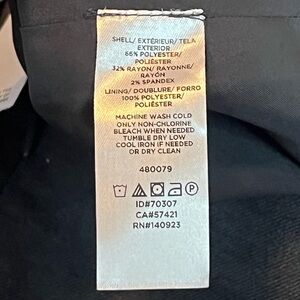 SHELL/ EXTÉRIEUR/ TELA
EXTERIOR
66% POLYESTER/
POLIÉSTER
32% RAYON/ RAYONNE/
RAYÓN
2% SPANDEX
LINING/ DOUBLURE/ FORRO
100% POLYESTER/
POLIÉSTER
MACHINE WASH COLD
ONLY NON-CHLORINE
BLEACH WHEN NEEDED
TUMBLE DRY LOW
COOL IRON IF NEEDED
OR DRY CLEAN
480079
ID#70307
CA#57421
RN#140923